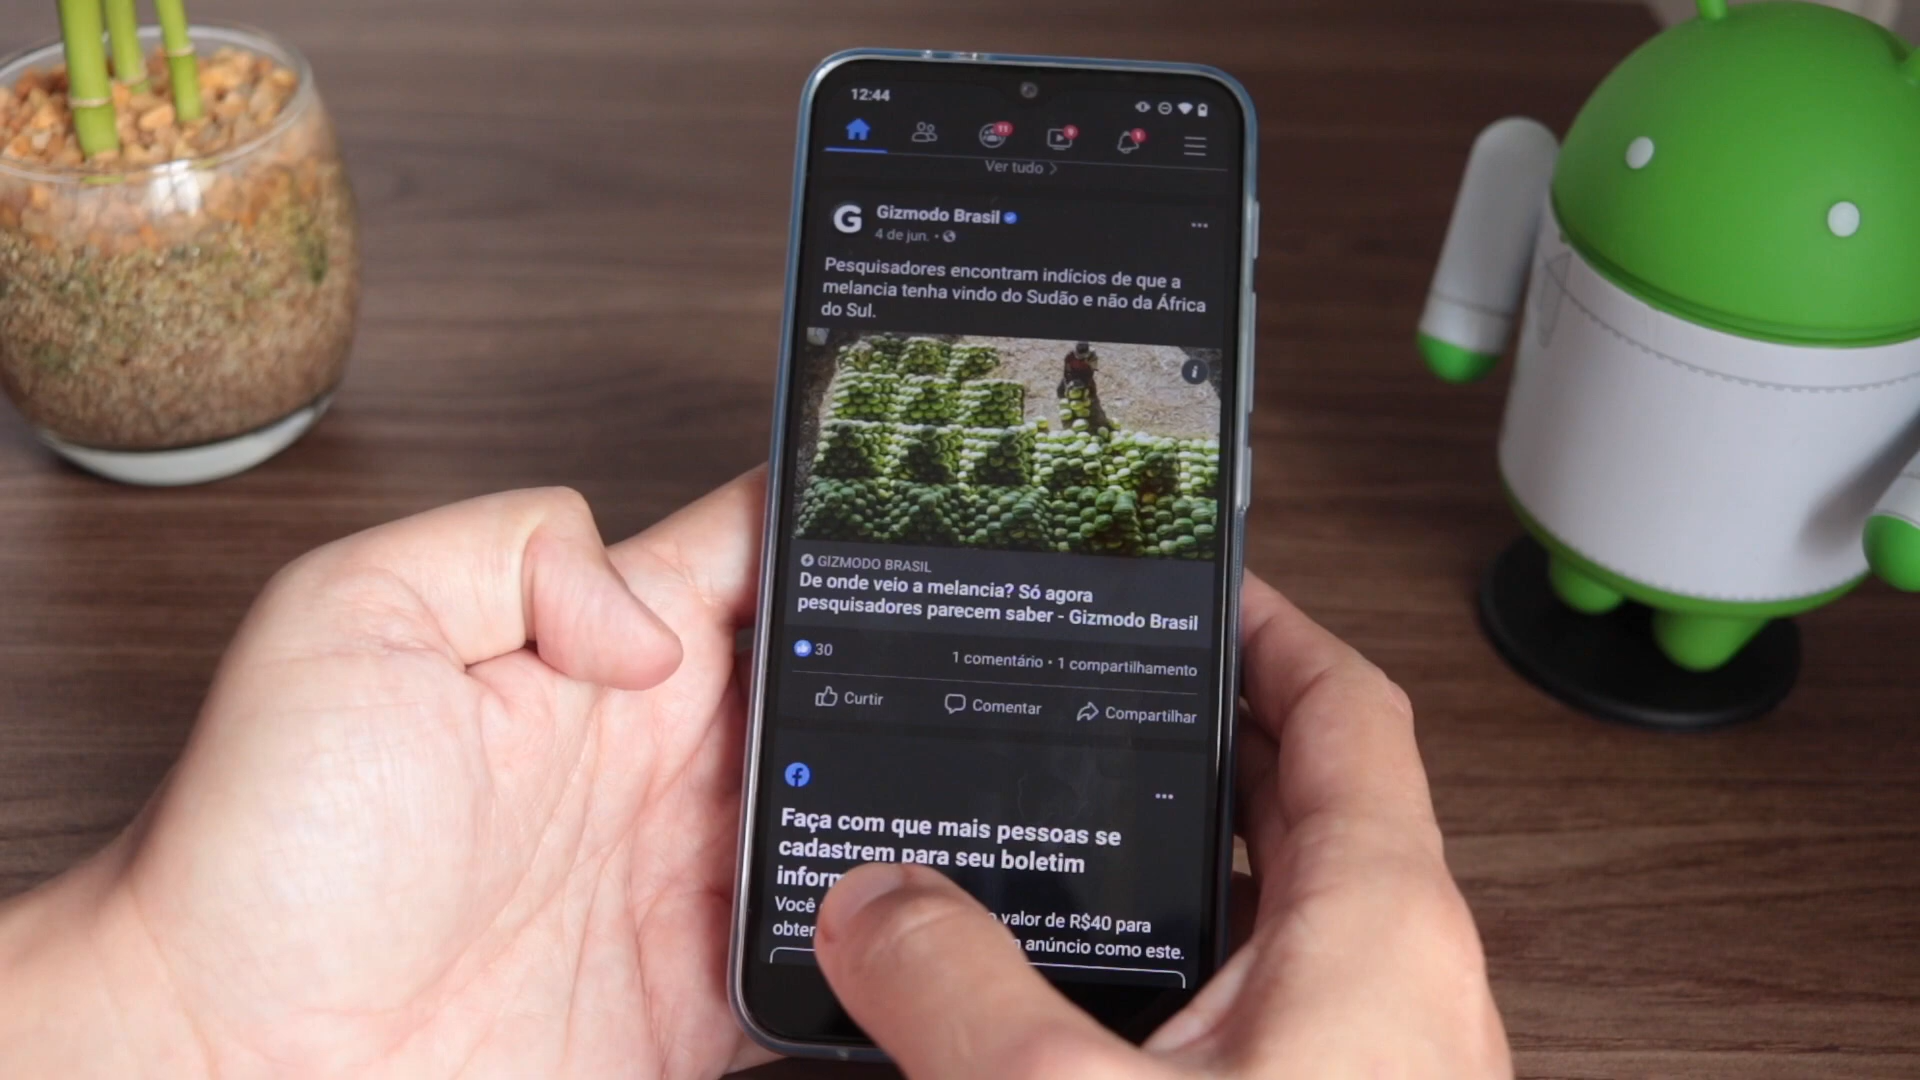 12:44
11
9
1
Ver tudo
G
Gizmodo Brasil
4 de jun. •
Pesquisadores encontram indícios de que a
melancia tenha vindo do Sudão e não da África
do Sul.
i
GIZMODO BRASIL
De onde veio a melancia? Só agora
pesquisadores parecem saber - Gizmodo Brasil
30
1 comentário • 1 compartilhamento
Curtir
Comentar
Compartilhar
Faça com que mais pessoas se
cadastrem para seu boletim
Você valor de R$40 para
anúncio como este.